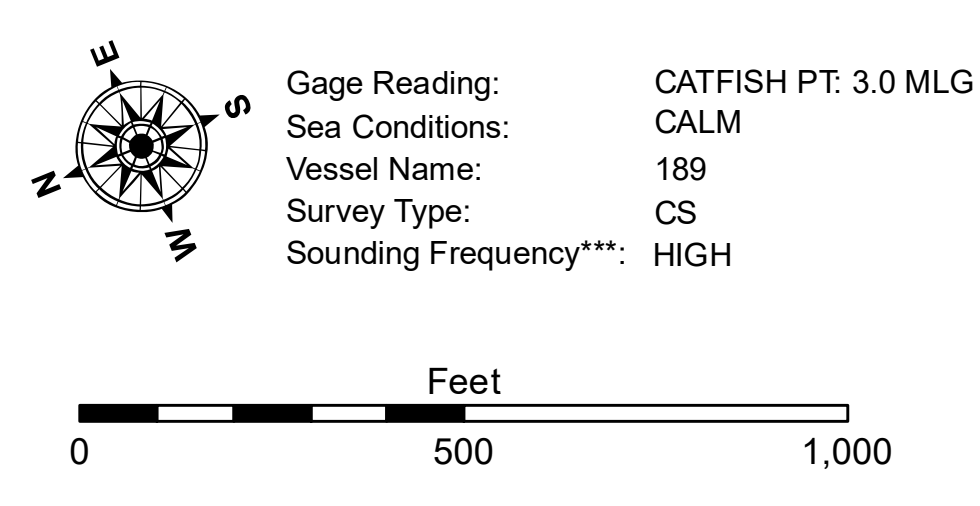 E
S
N
W
Gage Reading: CATFISH PT: 3.0 MLG
Sea Conditions: CALM
Vessel Name: 189
Survey Type: CS
Sounding Frequency***: HIGH
Feet
0 500 1,000